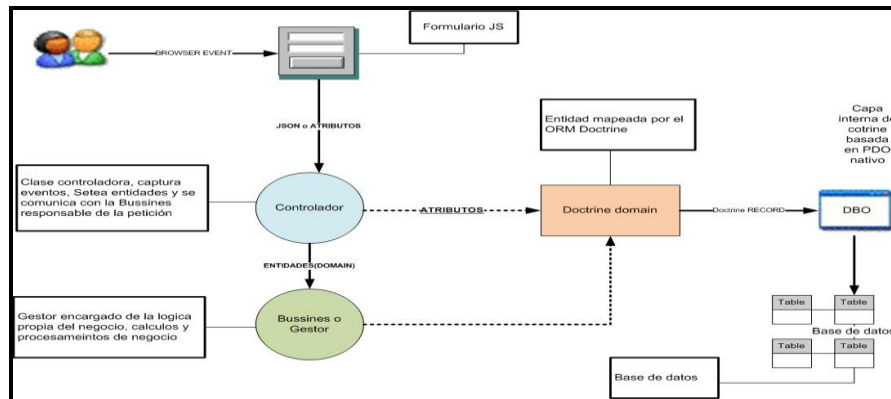 Formulario JS
BROWSER EVENT
JSON o ATRIBUTOS
Entidad mapeada por el
ORM Doctrine
Capa
interna de
cotrine
basada
en PDO
nativo
Clase controladora, captura
eventos, Setea entidades y se
comunica con la Bussines
responsable de la petición
Controlador
ATRIBUTOS
Doctrine domain
Doctrine RECORD
DBO
ENTIDADES(DOMAIN)
Gestor encargado de la logica
propia del negocio, calculos y
procesameintos de negocio
Bussines o
Gestor
Table
Table
Base de datos
Table
Table
Base de datos